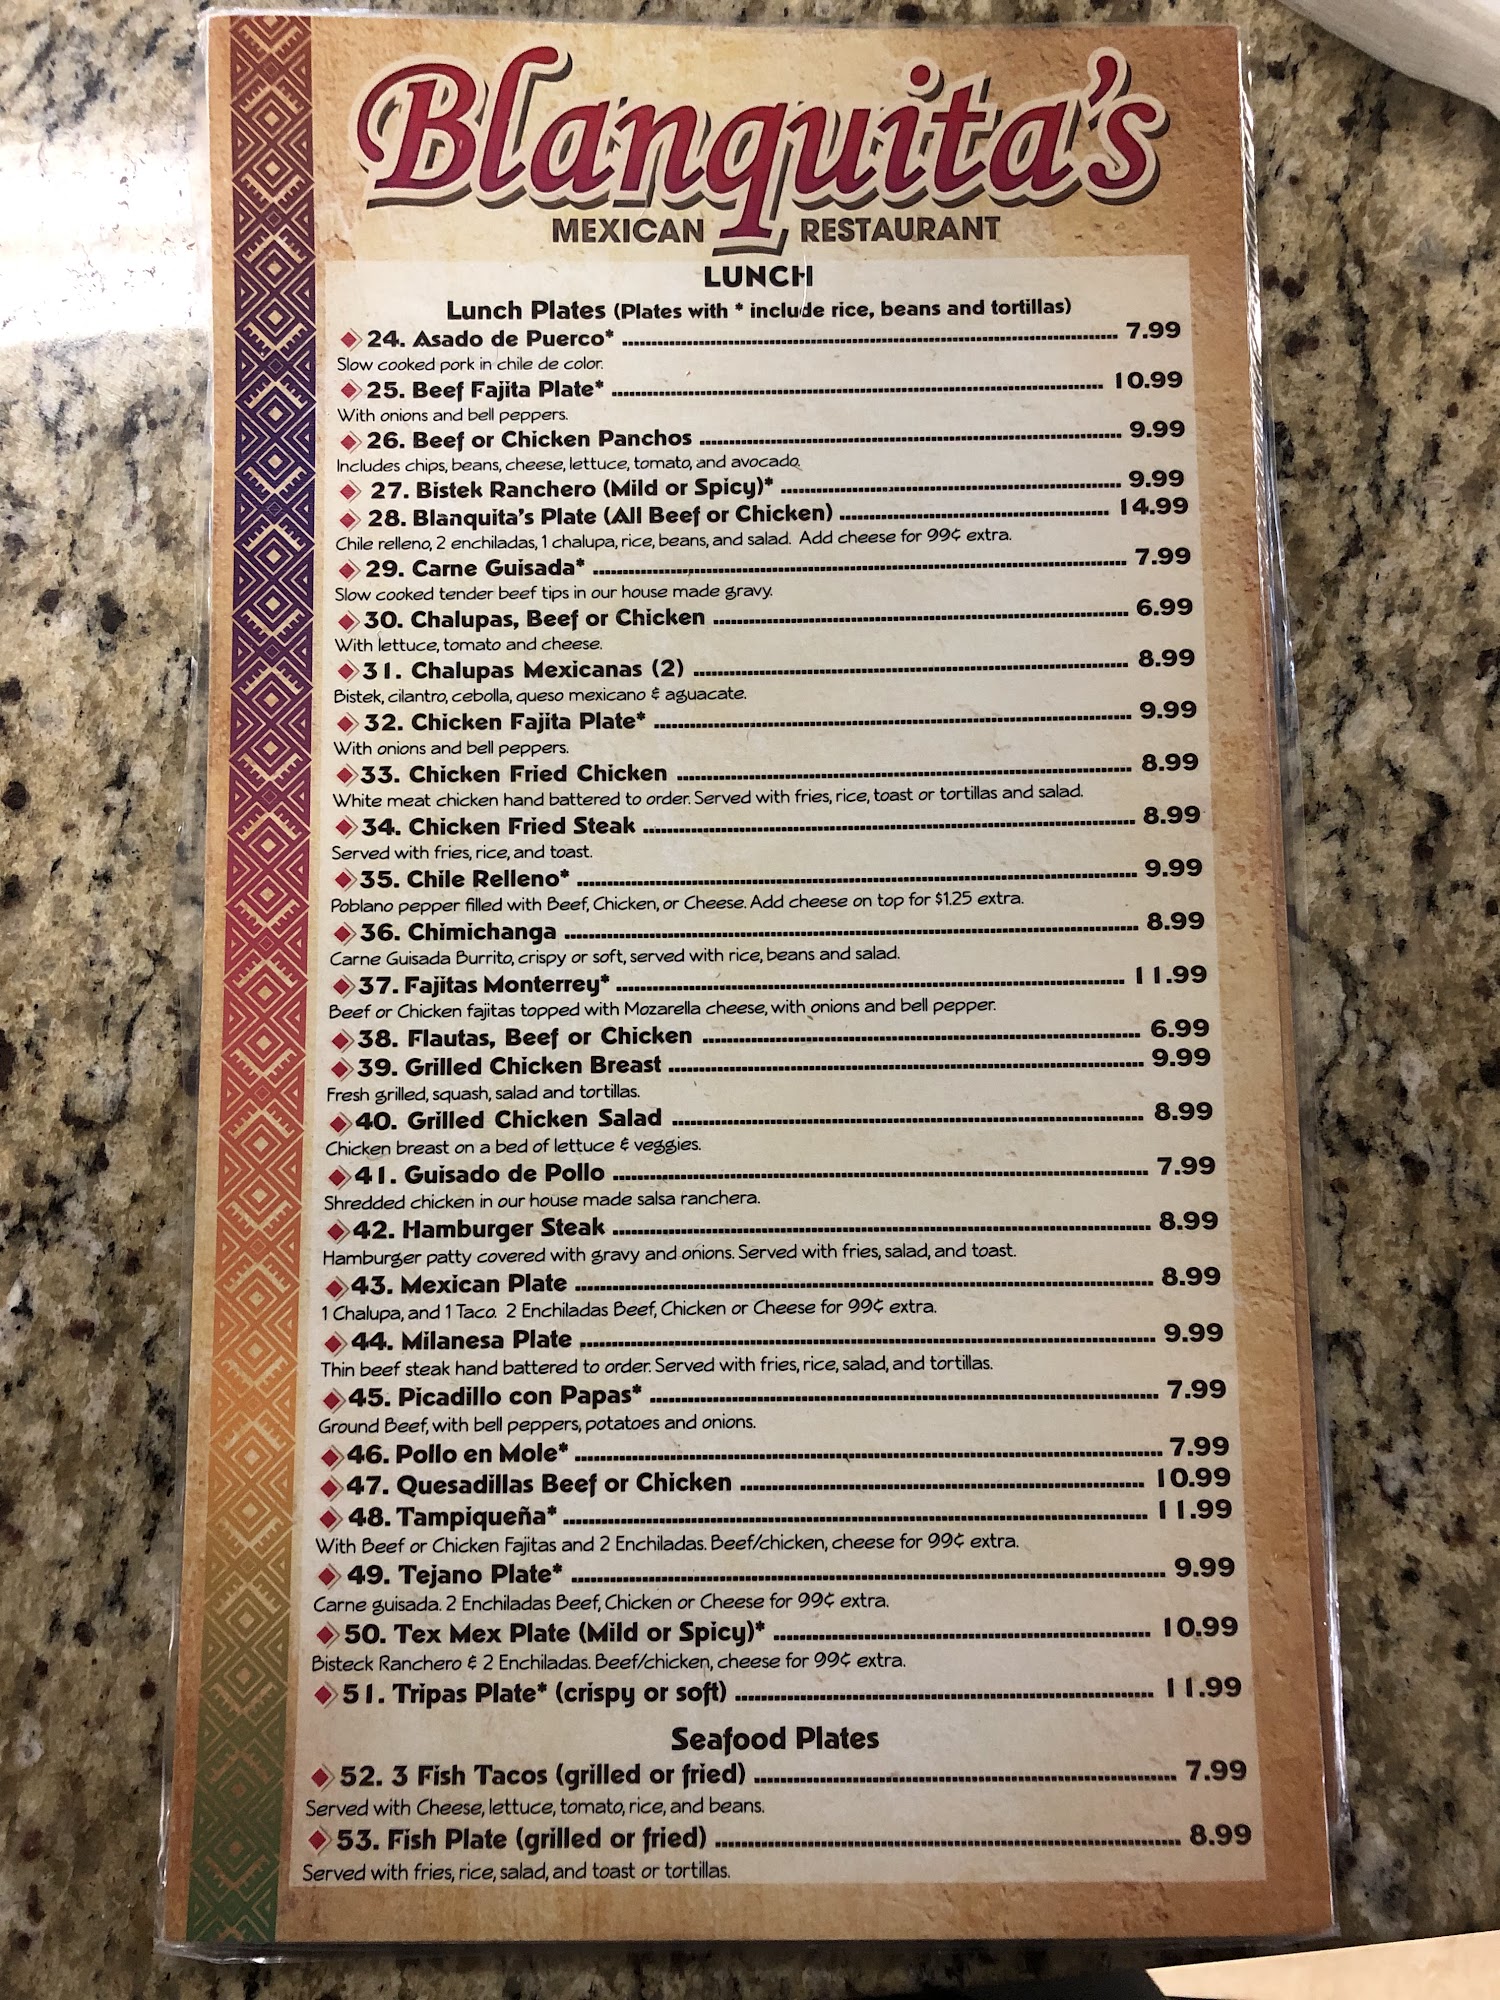 Blanquita's
MEXICAN RESTAURANT
LUNCH
Lunch Plates (Plates with * include rice, beans and tortillas)
24. Asado de Puerco* 7.99
Slow cooked pork in chile de color.
25. Beef Fajita Plate* 10.99
With onions and bell peppers.
26. Beef or Chicken Panchos 9.99
Includes chips, beans, cheese, lettuce, tomato, and avocado.
27. Bistek Ranchero (Mild or Spicy)* 9.99
28. Blanquita's Plate (All Beef or Chicken) 14.99
Chile relleno, 2 enchiladas, 1 chalupa, rice, beans, and salad. Add cheese for 99¢ extra.
29. Carne Guisada* 7.99
Slow cooked tender beef tips in our house made gravy.
30. Chalupas, Beef or Chicken 6.99
With lettuce, tomato and cheese.
31. Chalupas Mexicanas (2) 8.99
Bistek, cilantro, cebolla, queso mexicano & aguacate.
32. Chicken Fajita Plate* 9.99
With onions and bell peppers.
33. Chicken Fried Chicken 8.99
White meat chicken hand battered to order. Served with fries, rice, toast or tortillas and salad.
34. Chicken Fried Steak 8.99
Served with fries, rice, and toast.
35. Chile Relleno* 9.99
Poblano pepper filled with Beef, Chicken, or Cheese. Add cheese on top for $1.25 extra.
36. Chimichanga 8.99
Carne Guisada Burrito, crispy or soft, served with rice, beans and salad.
37. Fajitas Monterrey* 11.99
Beef or Chicken fajitas topped with Mozarella cheese, with onions and bell pepper.
38. Flautas, Beef or Chicken 6.99
39. Grilled Chicken Breast 9.99
Fresh grilled, squash, salad and tortillas.
40. Grilled Chicken Salad 8.99
Chicken breast on a bed of lettuce & veggies.
41. Guisado de Pollo 7.99
Shredded chicken in our house made salsa ranchera.
42. Hamburger Steak 8.99
Hamburger patty covered with gravy and onions. Served with fries, salad, and toast.
43. Mexican Plate 8.99
1 Chalupa, and 1 Taco. 2 Enchiladas Beef, Chicken or Cheese for 99¢ extra.
44. Milanesa Plate 9.99
Thin beef steak hand battered to order. Served with fries, rice, salad, and tortillas.
45. Picadillo con Papas* 7.99
Ground Beef, with bell peppers, potatoes and onions.
46. Pollo en Mole* 7.99
47. Quesadillas Beef or Chicken 10.99
48. Tampiqueña* 11.99
With Beef or Chicken Fajitas and 2 Enchiladas. Beef/chicken, cheese for 99¢ extra.
49. Tejano Plate* 9.99
Carne guisada. 2 Enchiladas Beef, Chicken or Cheese for 99¢ extra.
50. Tex Mex Plate (Mild or Spicy)* 10.99
Bisteck Ranchero & 2 Enchiladas. Beef/chicken, cheese for 99¢ extra.
51. Tripas Plate* (crispy or soft) 11.99
Seafood Plates
52. 3 Fish Tacos (grilled or fried) 7.99
Served with Cheese, lettuce, tomato, rice, and beans.
53. Fish Plate (grilled or fried) 8.99
Served with fries, rice, salad, and toast or tortillas.